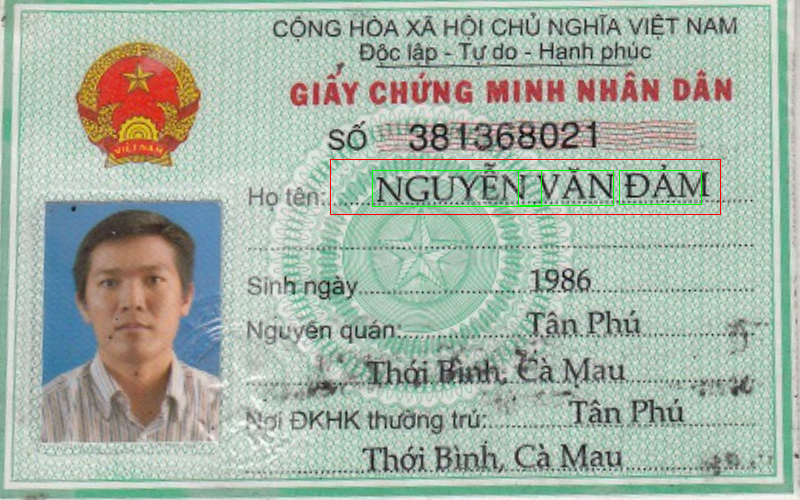 CỘNG HÒA XÃ HỘI CHỦ NGHĨA VIỆT NAM
Độc lập - Tự do - Hạnh phúc
GIẤY CHỨNG MINH NHÂN DÂN
VIỆT NAM
SỐ 381368021
Họ tên: NGUYỄN VĂN ĐẢM
Sinh ngày 1986
Nguyên quán: Tân Phú
Thới Bình, Cà Mau
Nơi ĐKHK thường trú: Tân Phú
Thới Bình, Cà Mau